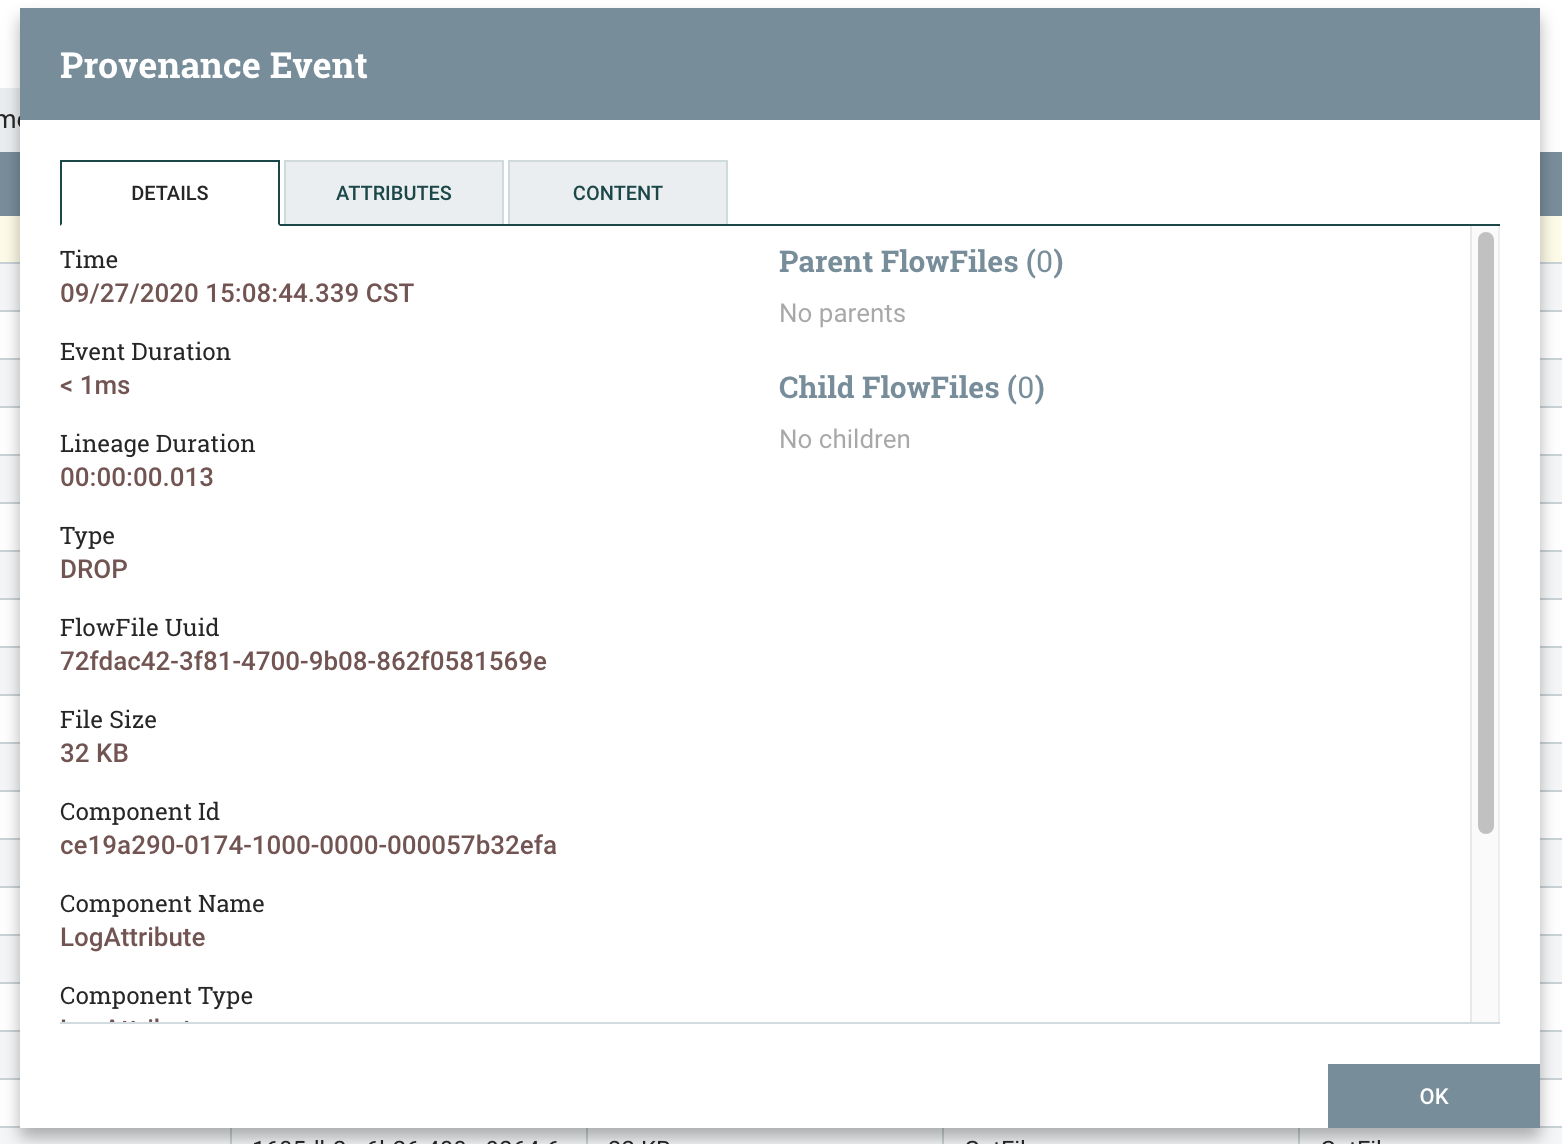 Provenance Event
DETAILS
ATTRIBUTES
CONTENT
Time
09/27/2020 15:08:44.339 CST
Event Duration
< 1ms
Lineage Duration
00:00:00.013
Type
DROP
FlowFile Uuid
72fdac42-3f81-4700-9b08-862f0581569e
File Size
32 KB
Component Id
ce19a290-0174-1000-0000-000057b32efa
Component Name
LogAttribute
Component Type
Parent FlowFiles (0)
No parents
Child FlowFiles (0)
No children
OK